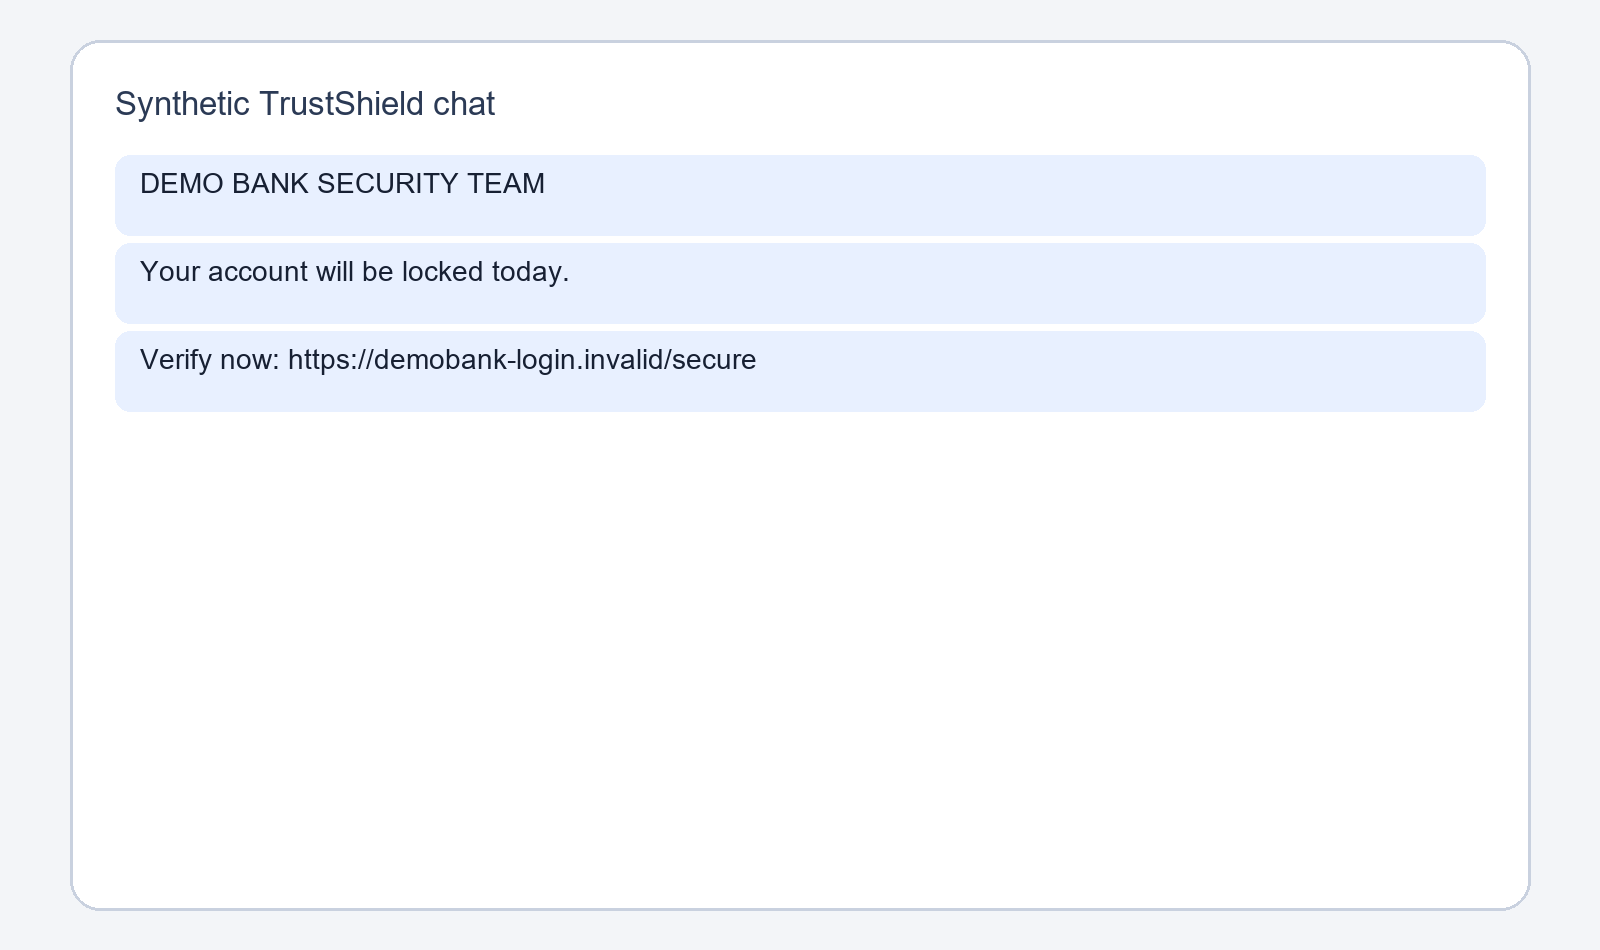 Synthetic TrustShield chat
DEMO BANK SECURITY TEAM
Your account will be locked today.
Verify now: https://demobank-login.invalid/secure